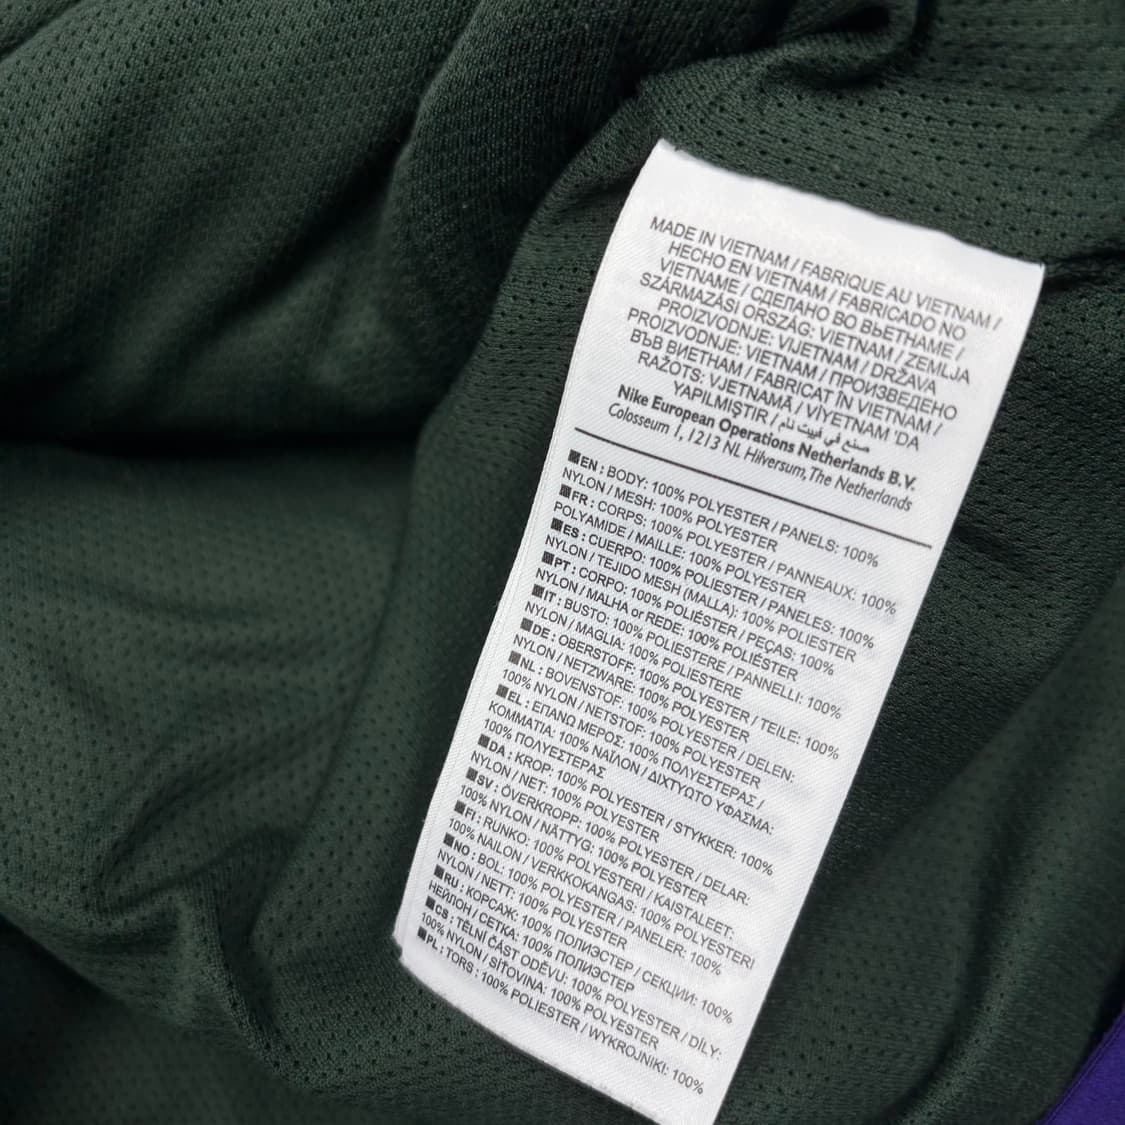 MADE IN VIETNAM / FABRIQUE AU VIETNAM /
HECHO EN VIETNAM / FABRICADO NO
VIETNAME / СДЕЛАНО ВО ВЬЕТНАМЕ /
SZÁRMAZÁSI ORSZÁG: VIETNAM / ZEMLJA
PROIZVODNJE: VIJETNAM / DRŽAVA
PROIZVODNJE: VIETNAM / ПРОИЗВЕДЕНО
ВЪВ ВИЕТНАМ / FABRICAT ÎN VIETNAM /
RAŽOTS: VJETNAMĀ / VİYETNAM 'DA
YAPILMIŞTIR / صنع في فييت نام
Nike European Operations Netherlands B.V.
Colosseum 1, 1213 NL Hilversum, The Netherlands
EN : BODY: 100% POLYESTER / PANELS: 100%
NYLON / MESH: 100% POLYESTER
FR : CORPS: 100% POLYESTER / PANNEAUX: 100%
POLYAMIDE / MAILLE: 100% POLYESTER
ES : CUERPO: 100% POLIESTER / PANELES: 100%
NYLON / TEJIDO MESH (MALLA): 100% POLIESTER
PT : CORPO: 100% POLIÉSTER / PEÇAS: 100%
NYLON / MALHA or REDE: 100% POLIÉSTER
IT : BUSTO: 100% POLIESTERE / PANNELLI: 100%
NYLON / MAGLIA: 100% POLIESTERE
DE : OBERSTOFF: 100% POLYESTER / TEILE: 100%
NYLON / NETZWARE: 100% POLYESTER
NL : BOVENSTOF: 100% POLYESTER / DELEN:
100% NYLON / NETSTOF: 100% POLYESTER
EL : ΕΠΑΝΩ ΜΕΡΟΣ: 100% ΠΟΛΥΕΣΤΕΡΑΣ /
ΚΟΜΜΑΤΙΑ: 100% ΝΑΪΛΟΝ / ΔΙΧΤΥΩΤΟ ΥΦΑΣΜΑ:
100% ΠΟΛΥΕΣΤΕΡΑΣ
DA : KROP: 100% POLYESTER / STYKKER: 100%
NYLON / NET: 100% POLYESTER
SV : ÖVERKROPP: 100% POLYESTER / DELAR:
100% NYLON / NÄTTYG: 100% POLYESTER
FI : RUNKO: 100% POLYESTERI / KAISTALEET:
100% NAILON / VERKKOKANGAS: 100% POLYESTERI
NO : BOL: 100% POLYESTER / PANELER: 100%
NYLON / NETT: 100% POLYESTER
RU : КОРСАЖ: 100% ПОЛИЭСТЕР / СЕКЦИИ: 100%
НЕЙЛОН / СЕТКА: 100% ПОЛИЭСТЕР
CS : TĚLNÍ ČÁST ODĚVU: 100% POLYESTER / DÍLY:
100% NYLON / SÍŤOVINA: 100% POLYESTER
PL : TORS : 100% POLIESTER / WYKROJNIKI: 100%